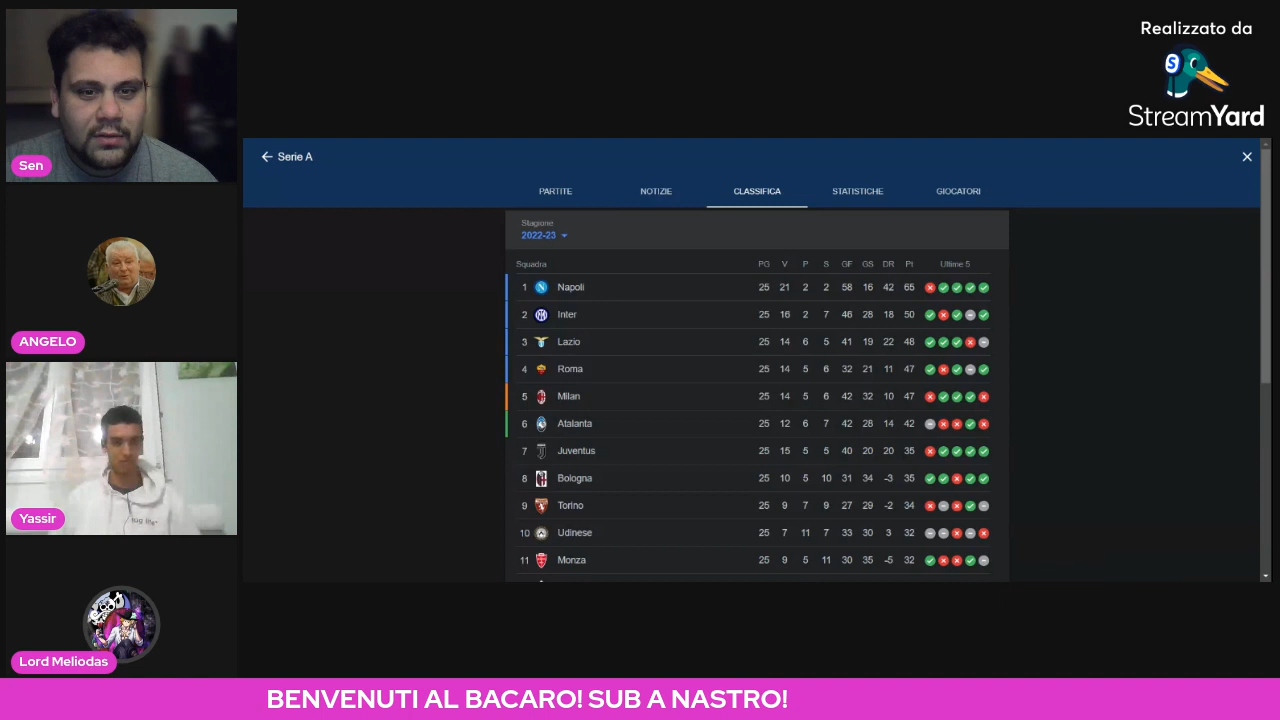 Realizzato da
StreamYard
Sen
ANGELO
Yassir
Lord Meliodas
Serie A
PARTITE NOTIZIE CLASSIFICA STATISTICHE GIOCATORI
Stagione
2022-23
Squadra PG V P S GF GS DR Pt Ultime 5
1 Napoli 25 21 2 2 58 16 42 65
2 Inter 25 16 2 7 46 28 18 50
3 Lazio 25 14 6 5 41 19 22 48
4 Roma 25 14 5 6 32 21 11 47
5 Milan 25 14 5 6 42 32 10 47
6 Atalanta 25 12 6 7 42 28 14 42
7 Juventus 25 15 5 5 40 20 20 35
8 Bologna 25 10 5 10 31 34 -3 35
9 Torino 25 9 7 9 27 29 -2 34
10 Udinese 25 7 11 7 33 30 3 32
11 Monza 25 9 5 11 30 35 -5 32
BENVENUTI AL BACARO! SUB A NASTRO!